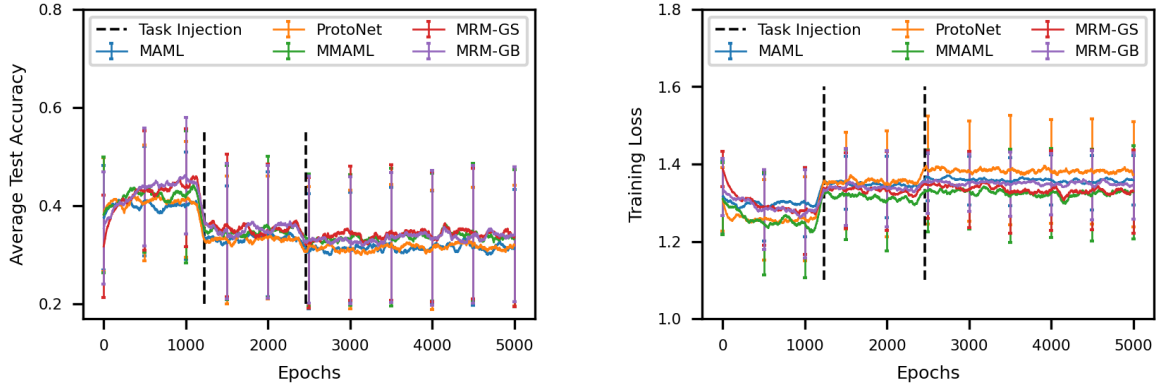 Task Injection
MAML
ProtoNet
MMAML
MRM-GS
MRM-GB
0.8
0.6
0.4
0.2
Average Test Accuracy
0 1000 2000 3000 4000 5000
Epochs
Task Injection
MAML
ProtoNet
MMAML
MRM-GS
MRM-GB
1.8
1.6
1.4
1.2
1.0
Training Loss
0 1000 2000 3000 4000 5000
Epochs